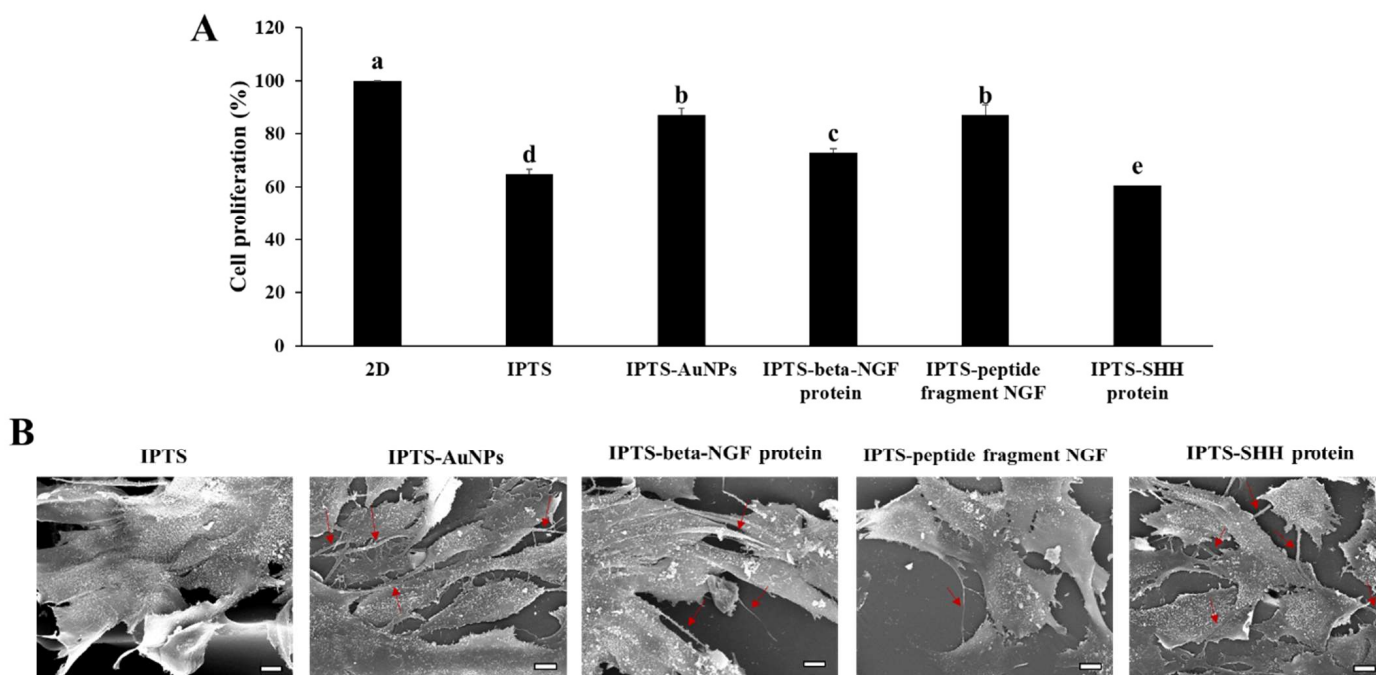 A
120
100
80
60
40
20
0
Cell proliferation (%)
a
d
b
c
b
e
2D
IPTS
IPTS-AuNPs
IPTS-beta-NGF
protein
IPTS-peptide
fragment NGF
IPTS-SHH
protein
B
IPTS
IPTS-AuNPs
IPTS-beta-NGF protein
IPTS-peptide fragment NGF
IPTS-SHH protein